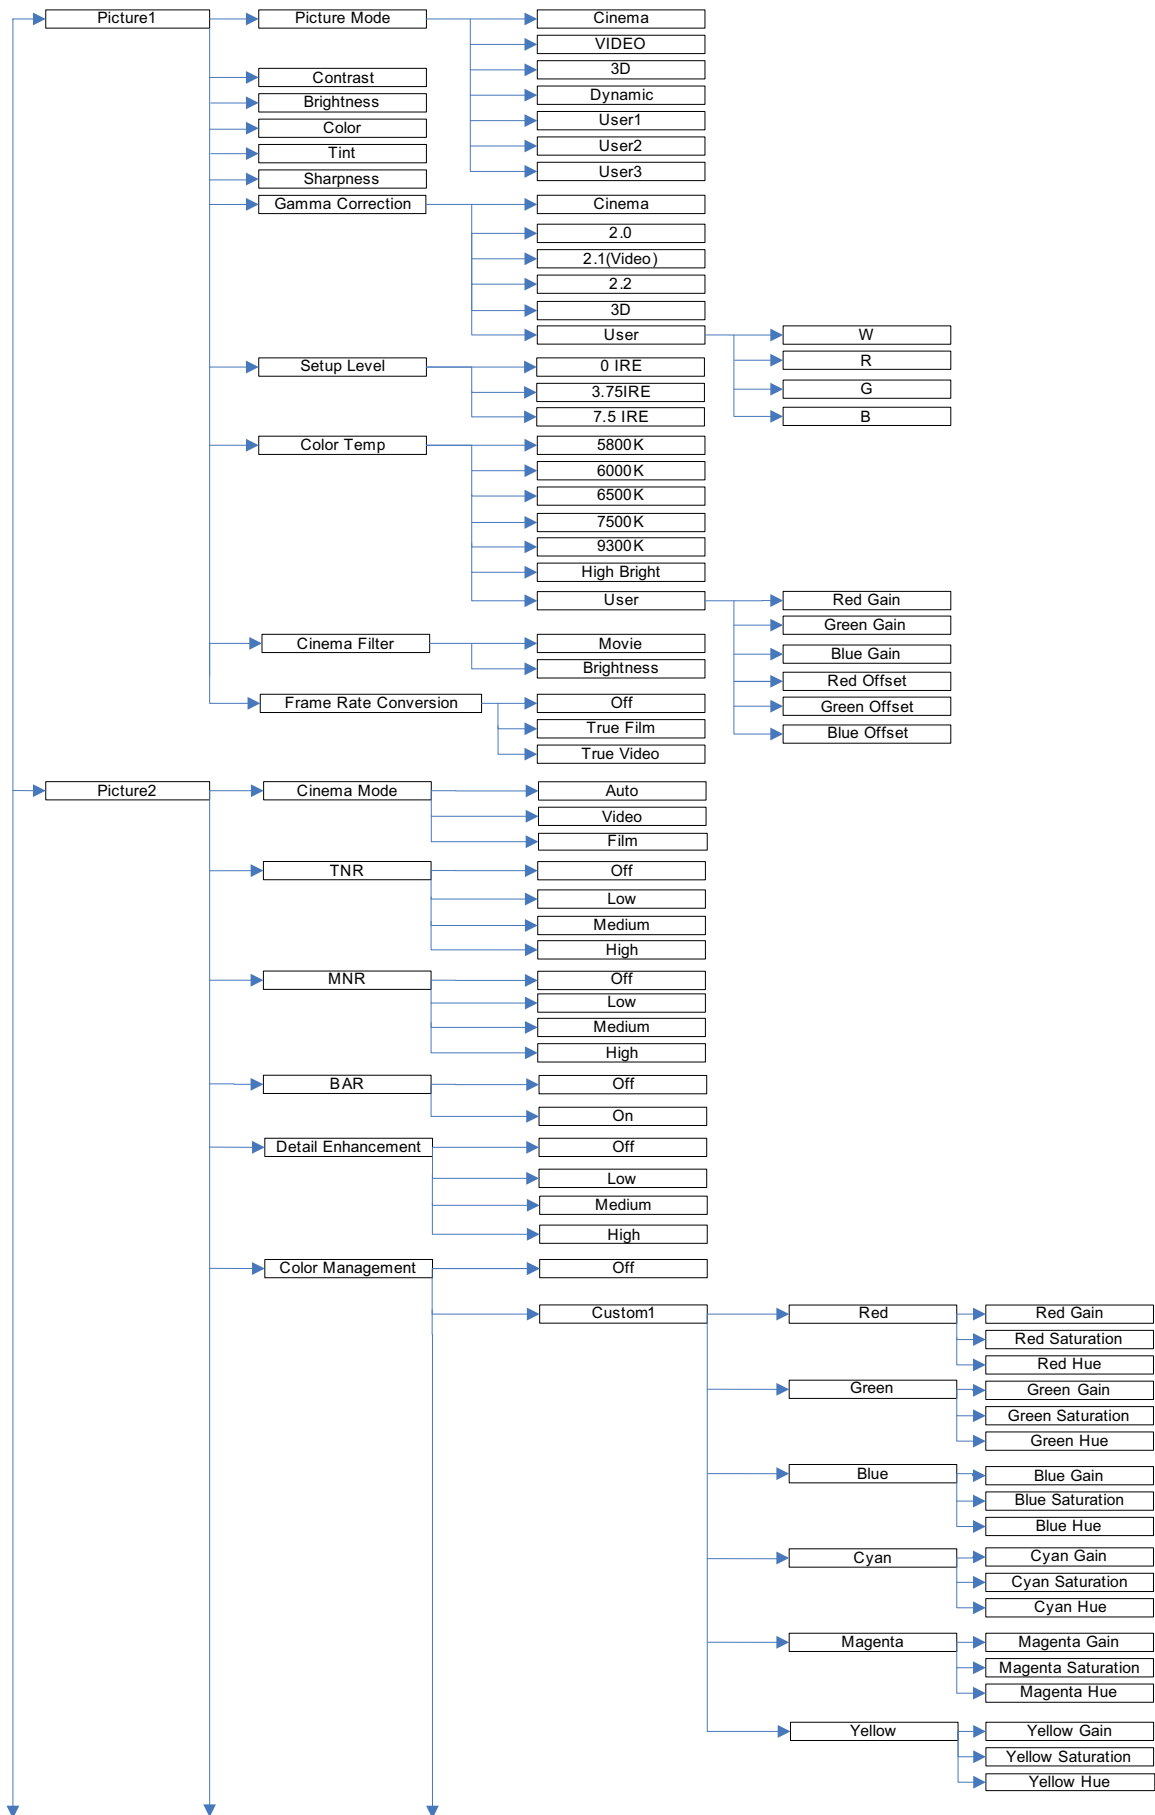 Picture1
Picture Mode
Cinema
VIDEO
3D
Dynamic
User1
User2
User3
Contrast
Brightness
Color
Tint
Sharpness
Gamma Correction
Cinema
2.0
2.1(Video)
2.2
3D
User
W
R
G
B
Setup Level
0 IRE
3.75IRE
7.5 IRE
Color Temp
5800K
6000K
6500K
7500K
9300K
High Bright
User
Red Gain
Green Gain
Blue Gain
Red Offset
Green Offset
Blue Offset
Cinema Filter
Movie
Brightness
Frame Rate Conversion
Off
True Film
True Video
Picture2
Cinema Mode
Auto
Video
Film
TNR
Off
Low
Medium
High
MNR
Off
Low
Medium
High
BAR
Off
On
Detail Enhancement
Off
Low
Medium
High
Color Management
Off
Custom1
Red
Red Gain
Red Saturation
Red Hue
Green
Green Gain
Green Saturation
Green Hue
Blue
Blue Gain
Blue Saturation
Blue Hue
Cyan
Cyan Gain
Cyan Saturation
Cyan Hue
Magenta
Magenta Gain
Magenta Saturation
Magenta Hue
Yellow
Yellow Gain
Yellow Saturation
Yellow Hue